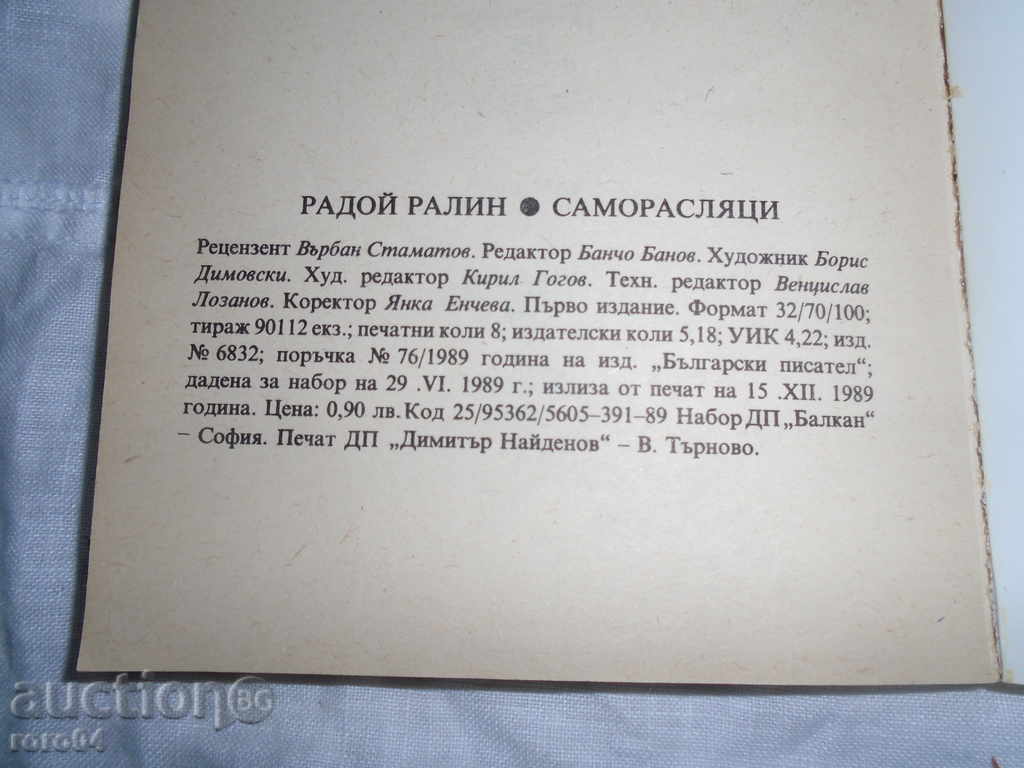 РАДОЙ РАЛИН ● САМОРАСЛЯЦИ
Рецензент Върбан Стаматов. Редактор Банчо Банов. Художник Борис
Димовски. Худ. редактор Кирил Гогов. Техн. редактор Венцислав
Лозанов. Коректор Янка Енчева. Първо издание. Формат 32/70/100;
тираж 90112 екз.; печатни коли 8; издателски коли 5,18; УИК 4,22; изд.
№ 6832; поръчка № 76/1989 година на изд. „Български писател“;
дадена за набор на 29 .VI. 1989 г.; излиза от печат на 15 .XII. 1989
година. Цена: 0,90 лв. Код 25/95362/5605–391–89 Набор ДП „Балкан“
– София. Печат ДП „Димитър Найденов“ – В. Търново.
auction BG
roro94